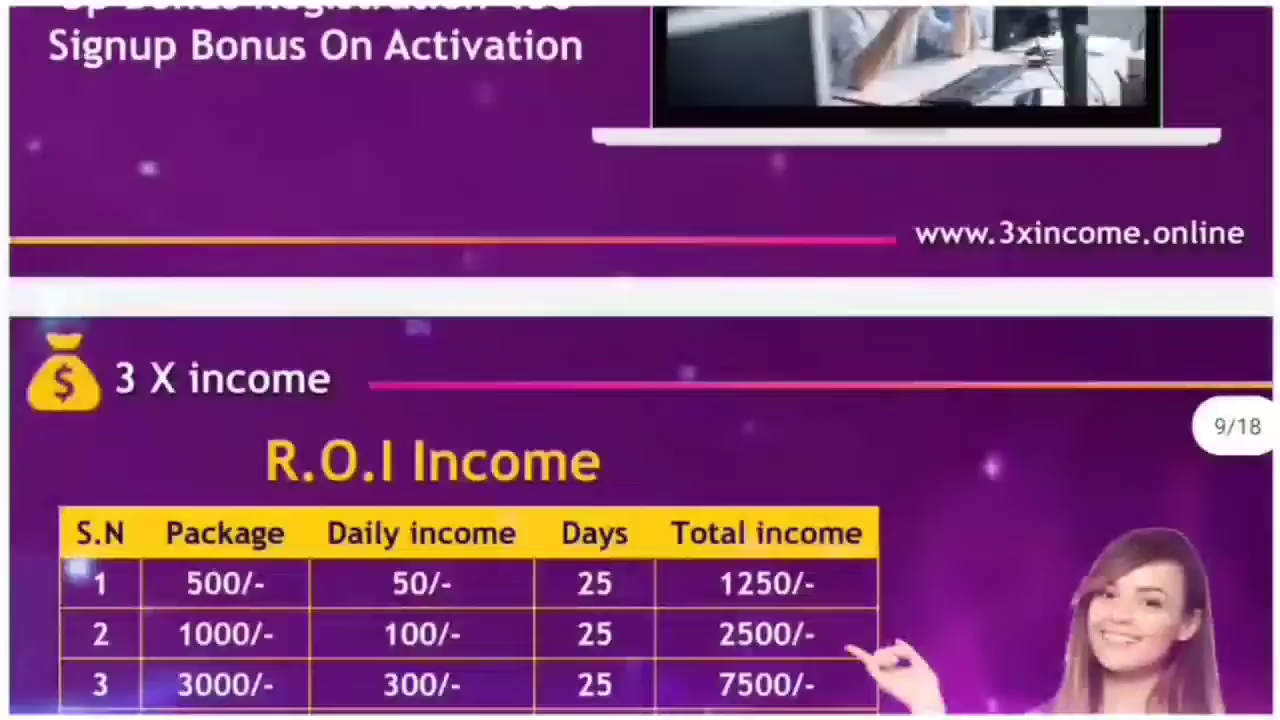 Signup Bonus On Activation
www.3xincome.online
$ 3 X income
9/18
R.O.I Income
S.N Package Daily income Days Total income
1 500/- 50/- 25 1250/-
2 1000/- 100/- 25 2500/-
3 3000/- 300/- 25 7500/-